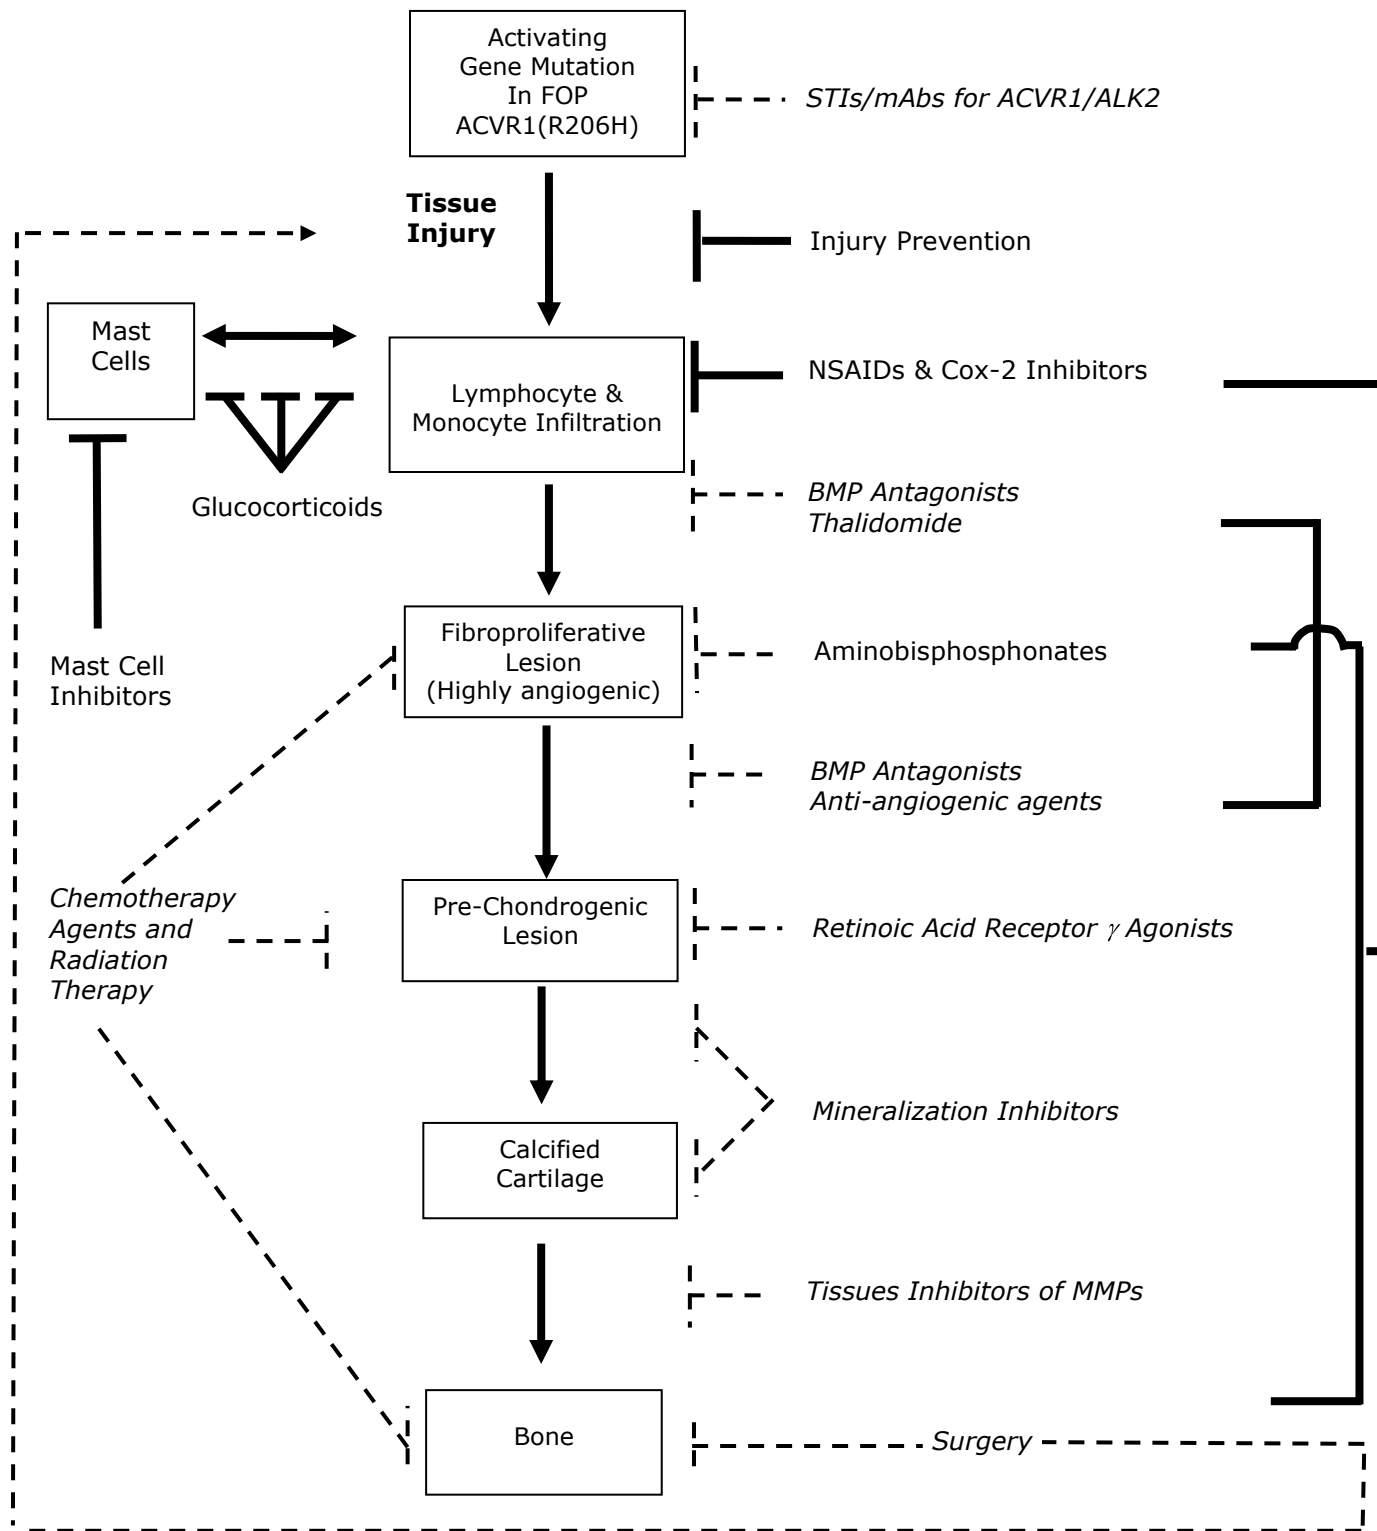 Activating
Gene Mutation
In FOP
ACVR1(R206H)
STIs/mAbs for ACVR1/ALK2
Tissue
Injury
Injury Prevention
Mast
Cells
Lymphocyte &
Monocyte Infiltration
NSAIDs & Cox-2 Inhibitors
Glucocorticoids
BMP Antagonists
Thalidomide
Mast Cell
Inhibitors
Fibroproliferative
Lesion
(Highly angiogenic)
Aminobisphosphonates
BMP Antagonists
Anti-angiogenic agents
Chemotherapy
Agents and
Radiation
Therapy
Pre-Chondrogenic
Lesion
Retinoic Acid Receptor γ Agonists
Mineralization Inhibitors
Calcified
Cartilage
Tissues Inhibitors of MMPs
Bone
Surgery